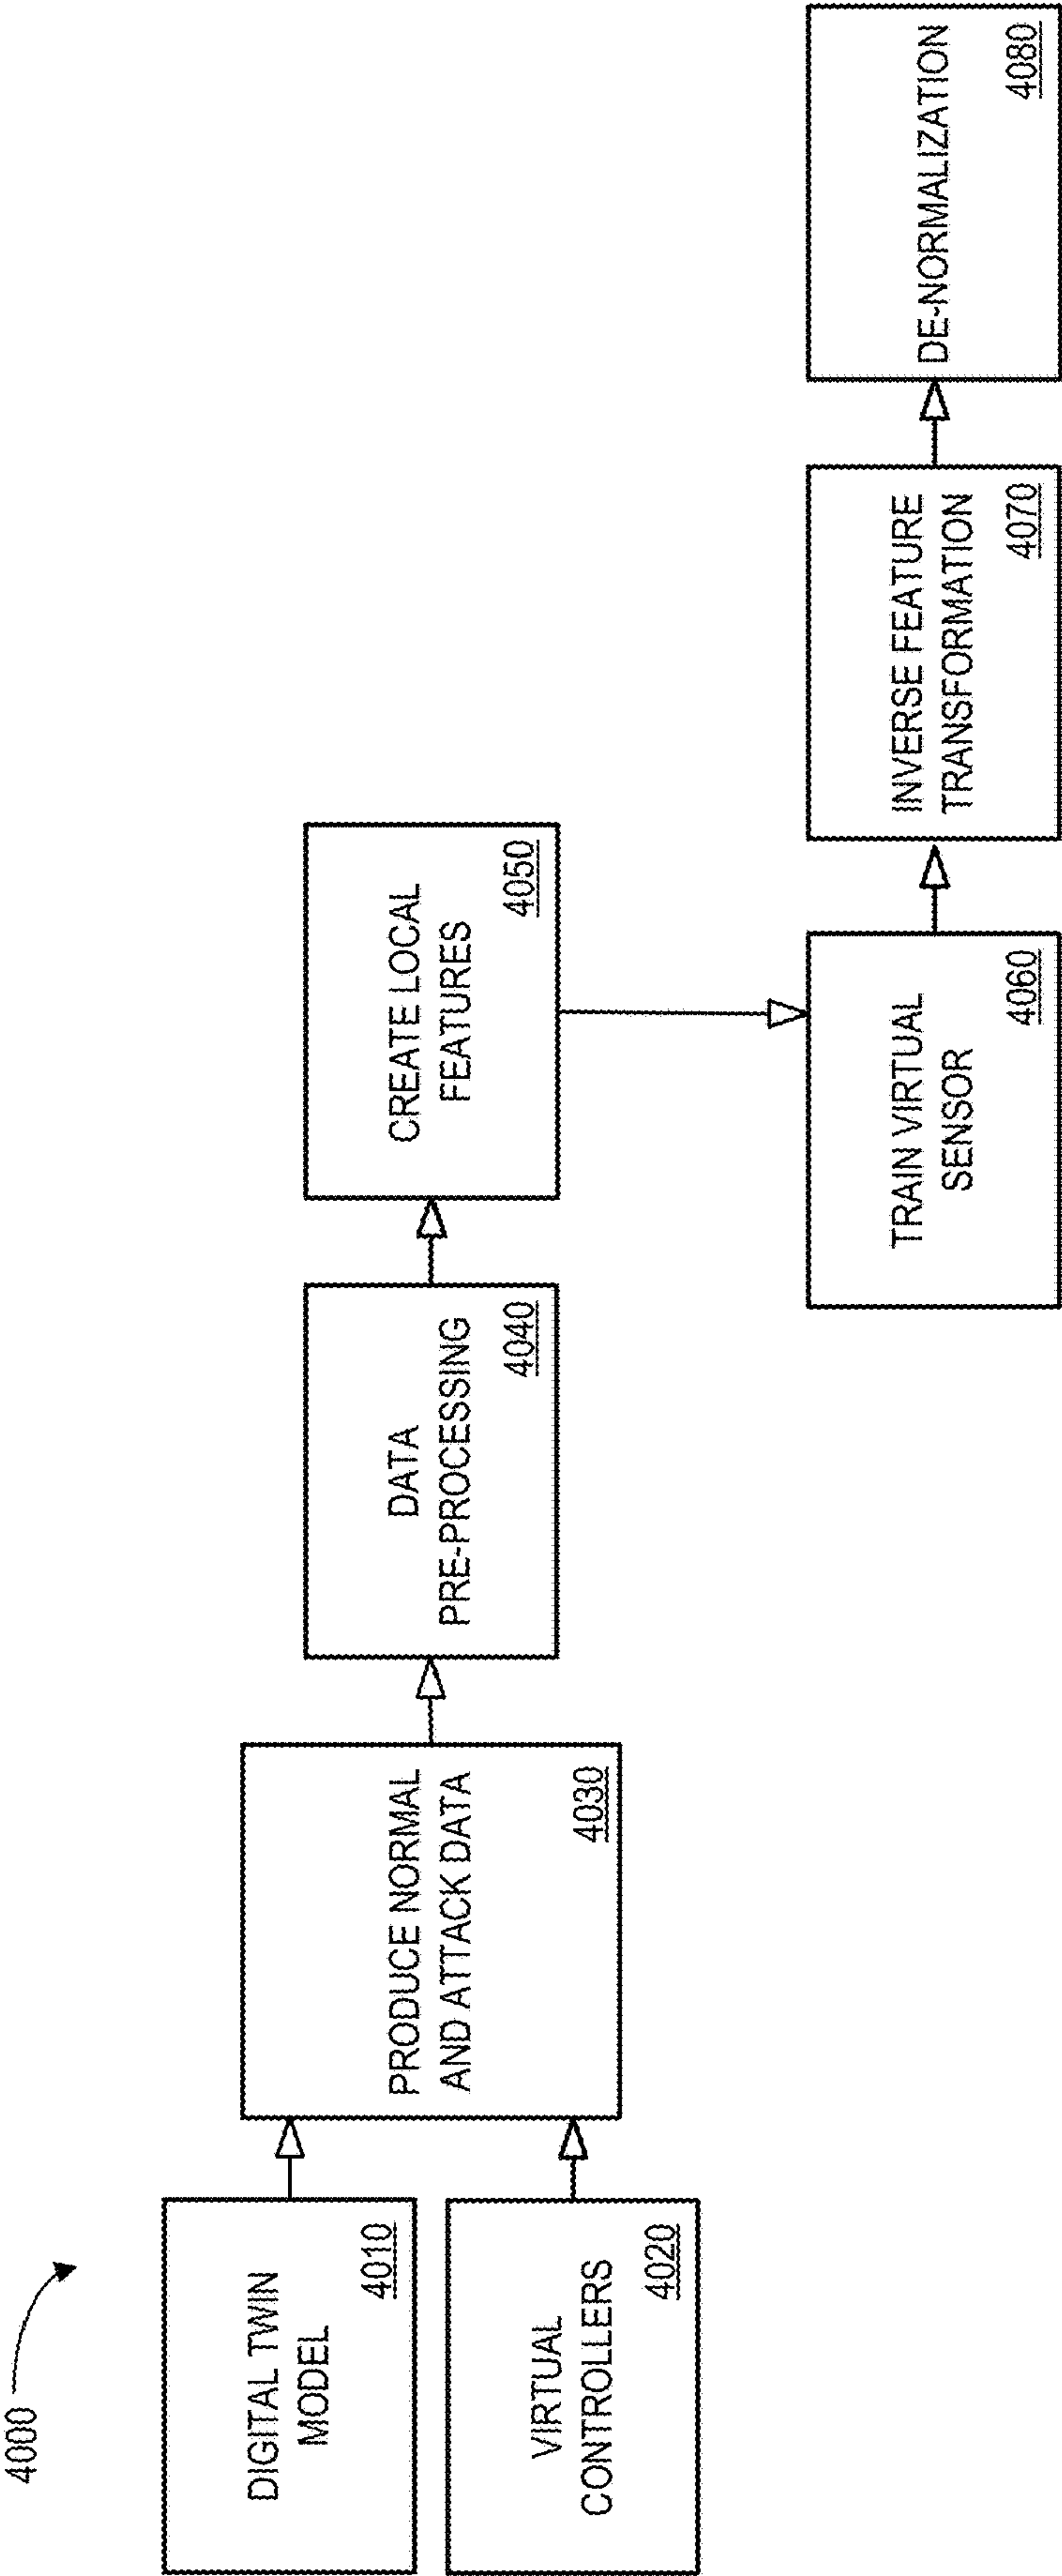 4000
DIGITAL TWIN
MODEL
4010
VIRTUAL
CONTROLLERS
4020
PRODUCE NORMAL
AND ATTACK DATA
4030
DATA
PRE-PROCESSING
4040
CREATE LOCAL
FEATURES
4050
TRAIN VIRTUAL
SENSOR
4060
INVERSE FEATURE
TRANSFORMATION
4070
DE-NORMALIZATION
4080